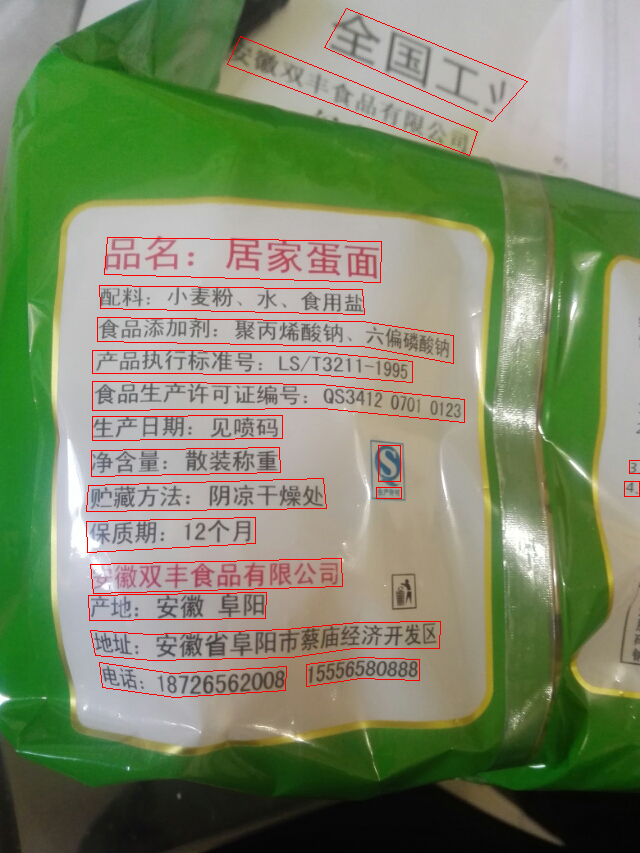 全国工业
安徽双丰食品有限公司
品名：居家蛋面
配料：小麦粉、水、食用盐
食品添加剂：聚丙烯酸钠、六偏磷酸钠
产品执行标准号：LS/T3211-1995
食品生产许可证编号：QS3412 0701 0123
生产日期：见喷码
净含量：散装称重
贮藏方法：阴凉干燥处
保质期：12个月
安徽双丰食品有限公司
产地：安徽 阜阳
地址：安徽省阜阳市蔡庙经济开发区
电话：18726562008 15556580888
3
4